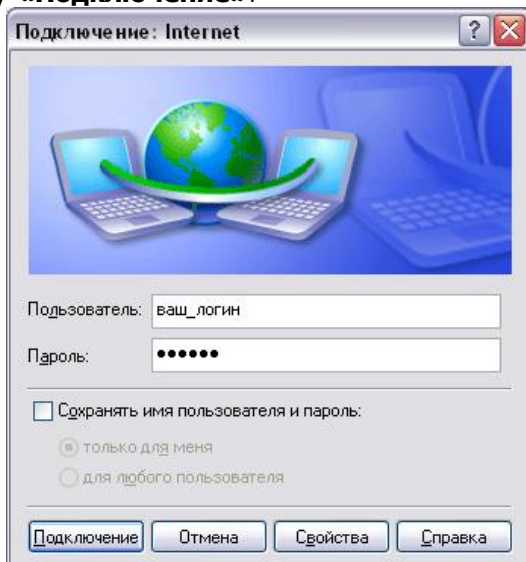 «Подключение».
Подключение: Internet
Пользователь: ваш_логин
Пароль: ••••••
Сохранять имя пользователя и пароль:
только для меня
для любого пользователя
Подключение Отмена Свойства Справка